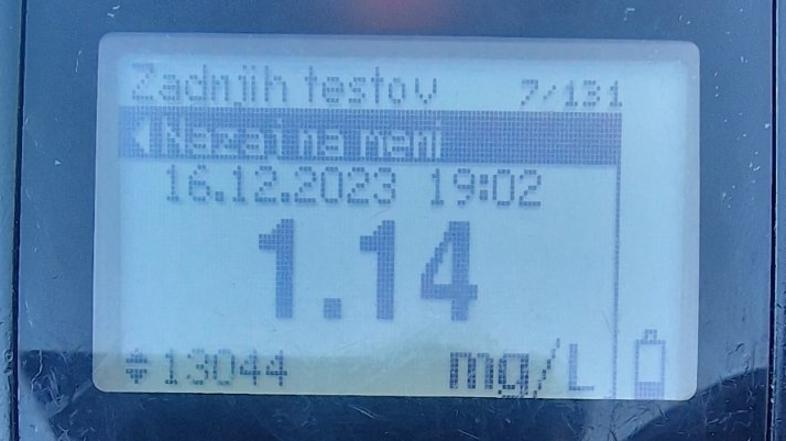 Zadnjih testov 7/131
Nazaj na meni
16.12.2023 19:02
1.14
13044 mg/L